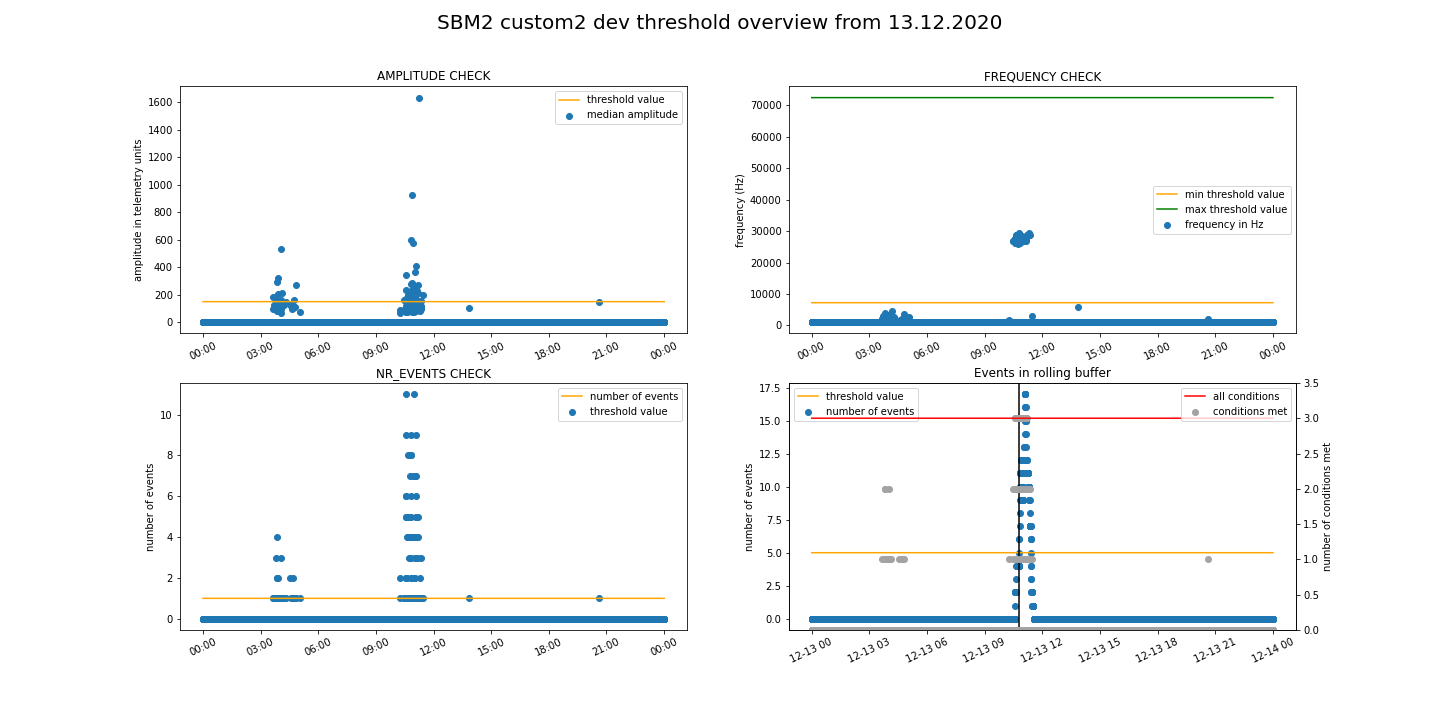 SBM2 custom2 dev threshold overview from 13.12.2020
AMPLITUDE CHECK
amplitude in telemetry units
1600
1400
1200
1000
800
600
400
200
0
threshold value
median amplitude
00:00 03:00 06:00 09:00 12:00 15:00 18:00 21:00 00:00
FREQUENCY CHECK
frequency (Hz)
70000
60000
50000
40000
30000
20000
10000
0
min threshold value
max threshold value
frequency in Hz
00:00 03:00 06:00 09:00 12:00 15:00 18:00 21:00 00:00
NR_EVENTS CHECK
number of events
10
8
6
4
2
0
number of events
threshold value
00:00 03:00 06:00 09:00 12:00 15:00 18:00 21:00 00:00
Events in rolling buffer
number of events
17.5
15.0
12.5
10.0
7.5
5.0
2.5
0.0
threshold value
number of events
all conditions
conditions met
3.5
3.0
2.5
2.0
1.5
1.0
0.5
0.0
number of conditions met
12-13 00 12-13 03 12-13 06 12-13 09 12-13 12 12-13 15 12-13 18 12-13 21 12-14 00